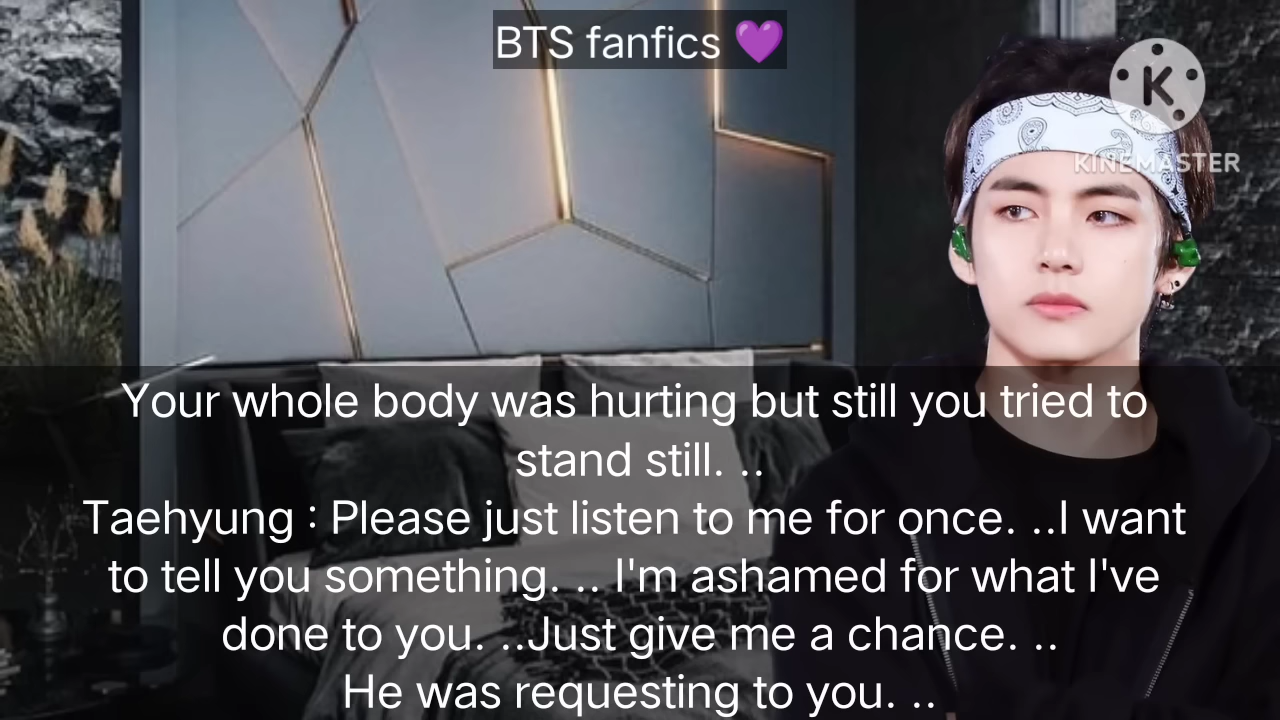 BTS fanfics 💜
K
KINEMASTER
Your whole body was hurting but still you tried to
stand still. ..
Taehyung : Please just listen to me for once. ..I want
to tell you something. .. I'm ashamed for what I've
done to you. ..Just give me a chance. ..
He was requesting to you. ..